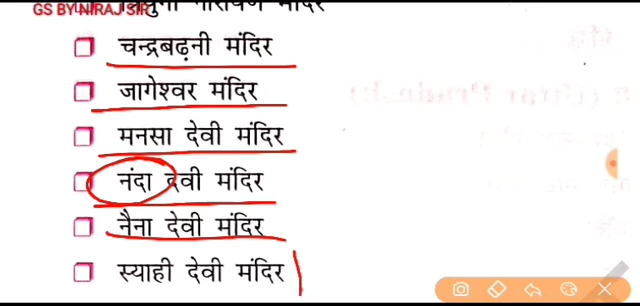 GS BY NIRAJ SIR
मंदिर
चन्द्रबढ़नी मंदिर
जागेश्वर मंदिर
मनसा देवी मंदिर
नंदा देवी मंदिर
नैना देवी मंदिर
स्याही देवी मंदिर